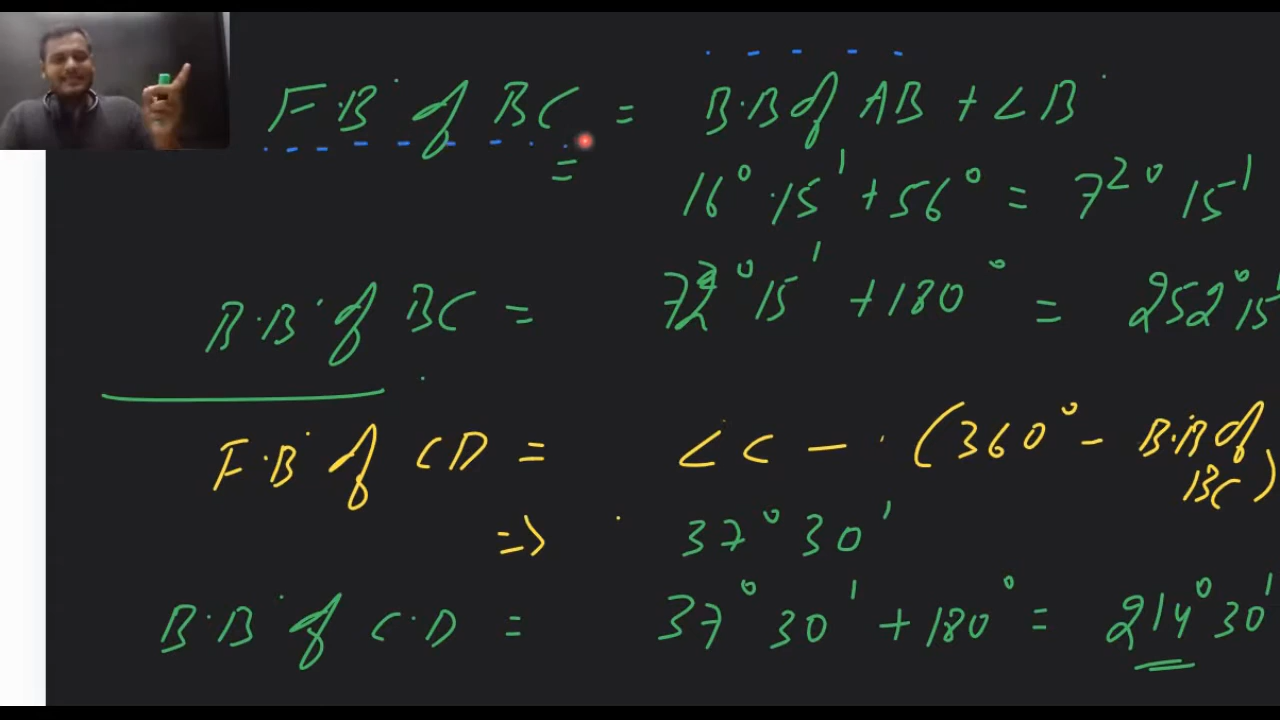 F.B of BC = B.B of AB + ∠B
16° 15' + 56° = 72° 15'
B.B of BC = 72° 15' + 180° = 252° 15'
F.B of CD = ∠C - (360° - B.B of BC)
=> 37° 30'
B.B of C.D = 37° 30' + 180° = 214° 30'